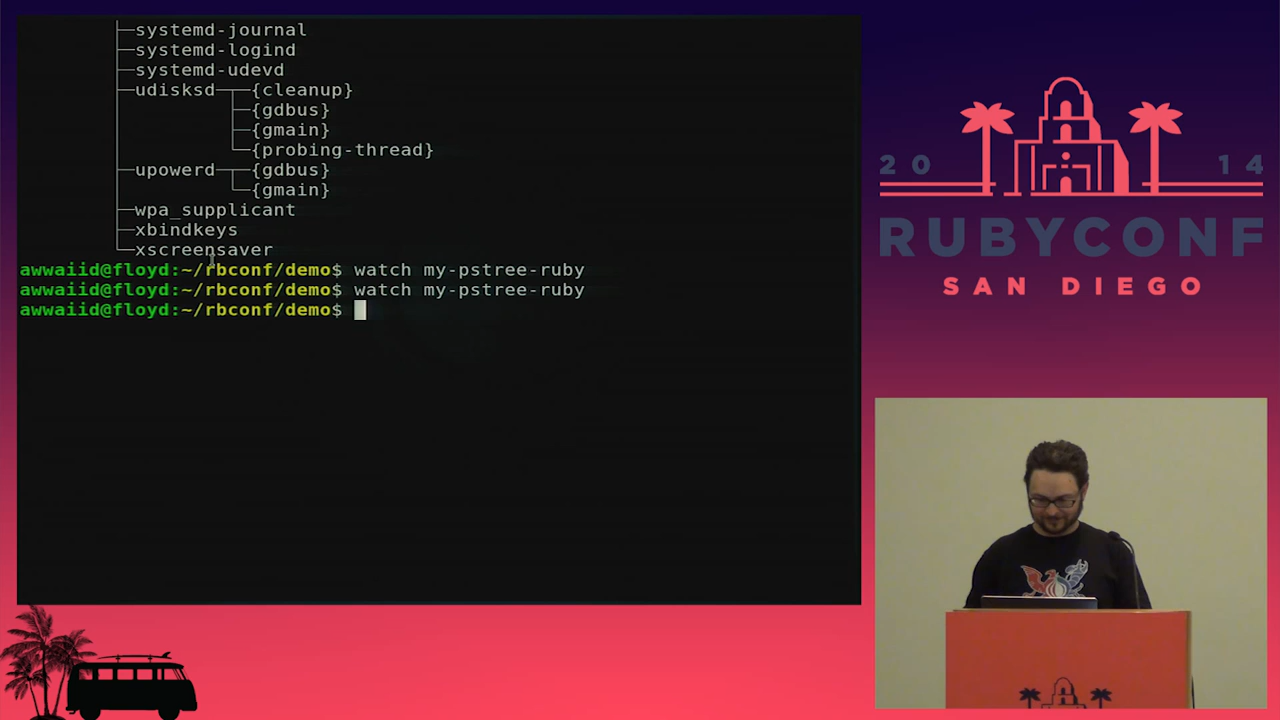 ├─systemd-journal
├─systemd-logind
├─systemd-udevd
├─udisksd─┬─{cleanup}
│         ├─{gdbus}
│         ├─{gmain}
│         └─{probing-thread}
├─upowerd─┬─{gdbus}
│         └─{gmain}
├─wpa_supplicant
├─xbindkeys
└─xscreensaver
awwaiid@floyd:~/rbconf/demo$ watch my-pstree-ruby
awwaiid@floyd:~/rbconf/demo$ watch my-pstree-ruby
awwaiid@floyd:~/rbconf/demo$
20 14
RUBYCONF
SAN DIEGO